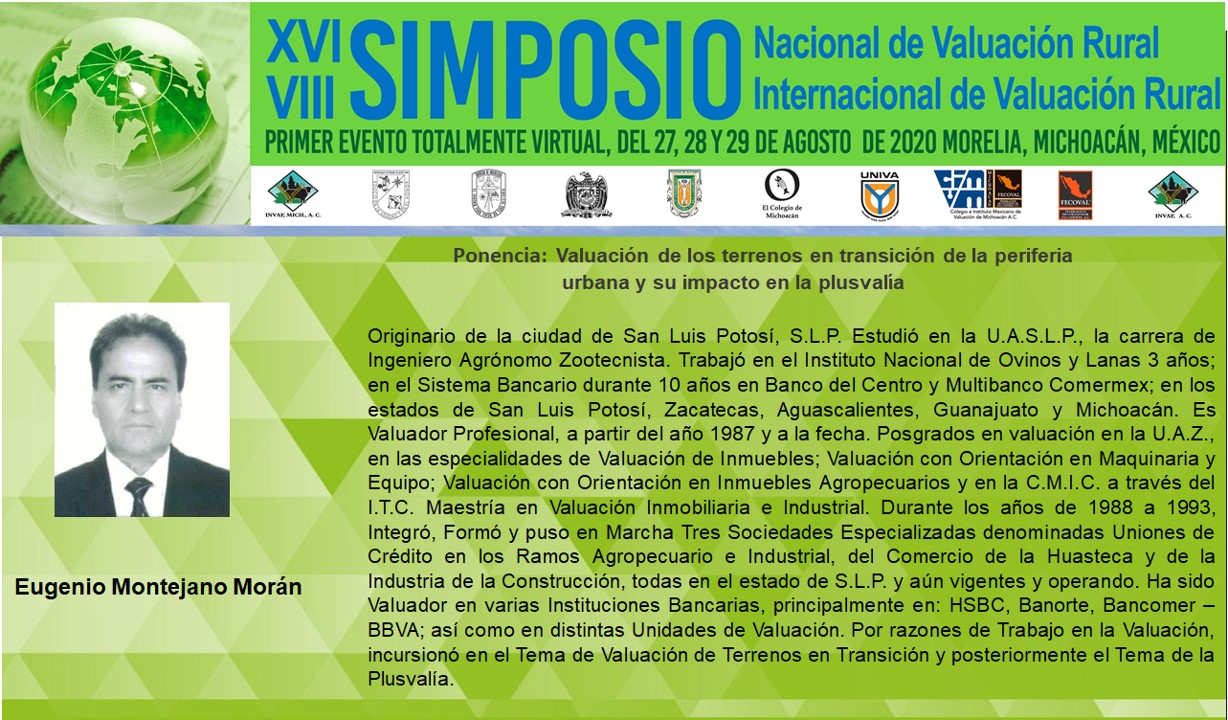 XVI
VIII
SIMPOSIO
Nacional de Valuación Rural
Internacional de Valuación Rural
PRIMER EVENTO TOTALMENTE VIRTUAL, DEL 27, 28 Y 29 DE AGOSTO DE 2020 MORELIA, MICHOACÁN, MÉXICO
INVAF, MICH., A. C.
El Colegio de
Michoacán
UNIVA
FECOVAL
Colegio e Instituto Mexicano de
Valuación de Michoacán A.C.
FECOVAL
INVAF, A. C.
Ponencia: Valuación de los terrenos en transición de la periferia
urbana y su impacto en la plusvalía
Originario de la ciudad de San Luis Potosí, S.L.P. Estudió en la U.A.S.L.P., la carrera de
Ingeniero Agrónomo Zootecnista. Trabajó en el Instituto Nacional de Ovinos y Lanas 3 años;
en el Sistema Bancario durante 10 años en Banco del Centro y Multibanco Comermex; en los
estados de San Luis Potosí, Zacatecas, Aguascalientes, Guanajuato y Michoacán. Es
Valuador Profesional, a partir del año 1987 y a la fecha. Posgrados en valuación en la U.A.Z.,
en las especialidades de Valuación de Inmuebles; Valuación con Orientación en Maquinaria y
Equipo; Valuación con Orientación en Inmuebles Agropecuarios y en la C.M.I.C. a través del
I.T.C. Maestría en Valuación Inmobiliaria e Industrial. Durante los años de 1988 a 1993,
Integró, Formó y puso en Marcha Tres Sociedades Especializadas denominadas Uniones de
Crédito en los Ramos Agropecuario e Industrial, del Comercio de la Huasteca y de la
Industria de la Construcción, todas en el estado de S.L.P. y aún vigentes y operando. Ha sido
Valuador en varias Instituciones Bancarias, principalmente en: HSBC, Banorte, Bancomer –
BBVA; así como en distintas Unidades de Valuación. Por razones de Trabajo en la Valuación,
incursionó en el Tema de Valuación de Terrenos en Transición y posteriormente el Tema de la
Plusvalía.
Eugenio Montejano Morán